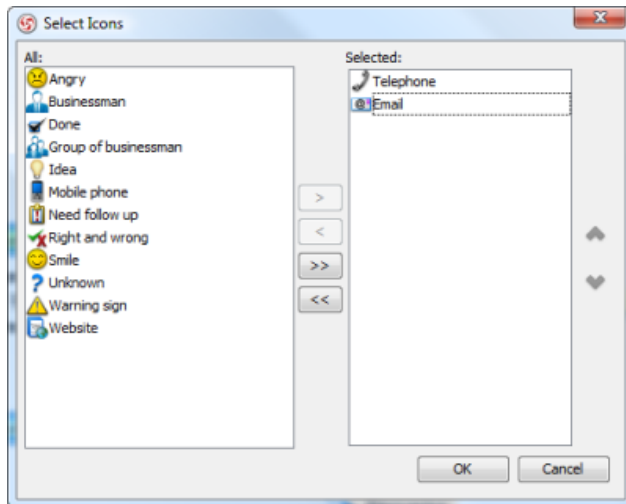 Select Icons
All:
Angry
Businessman
Done
Group of businessman
Idea
Mobile phone
Need follow up
Right and wrong
Smile
Unknown
Warning sign
Website
>
<
>>
<<
Selected:
Telephone
Email
OK
Cancel